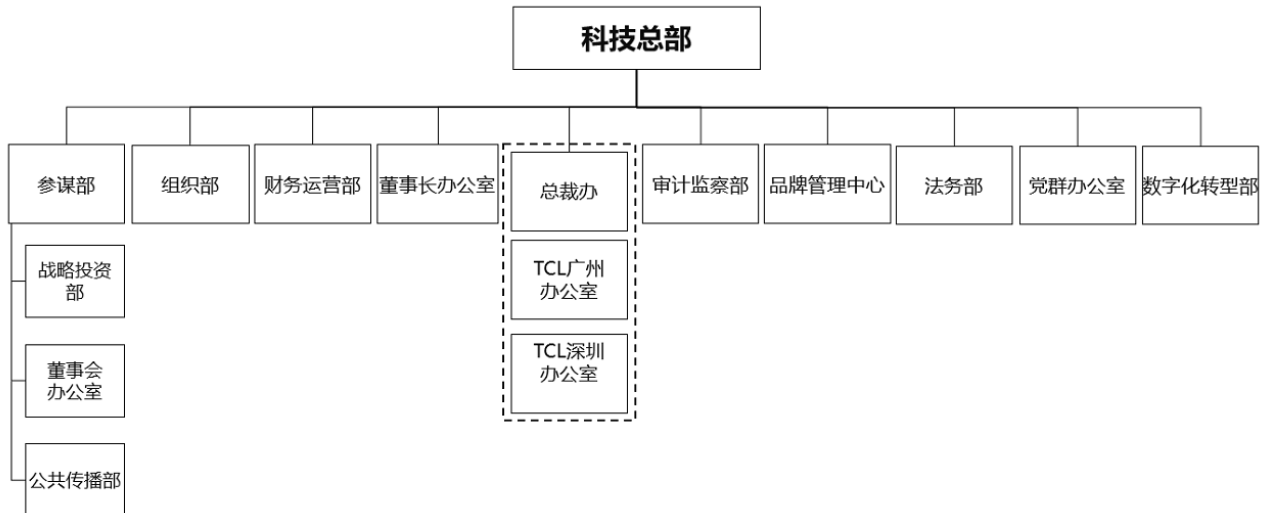 科技总部
参谋部
组织部
财务运营部
董事长办公室
总裁办
审计监察部
品牌管理中心
法务部
党群办公室
数字化转型部
战略投资
部
董事会
办公室
公共传播部
TCL广州
办公室
TCL深圳
办公室